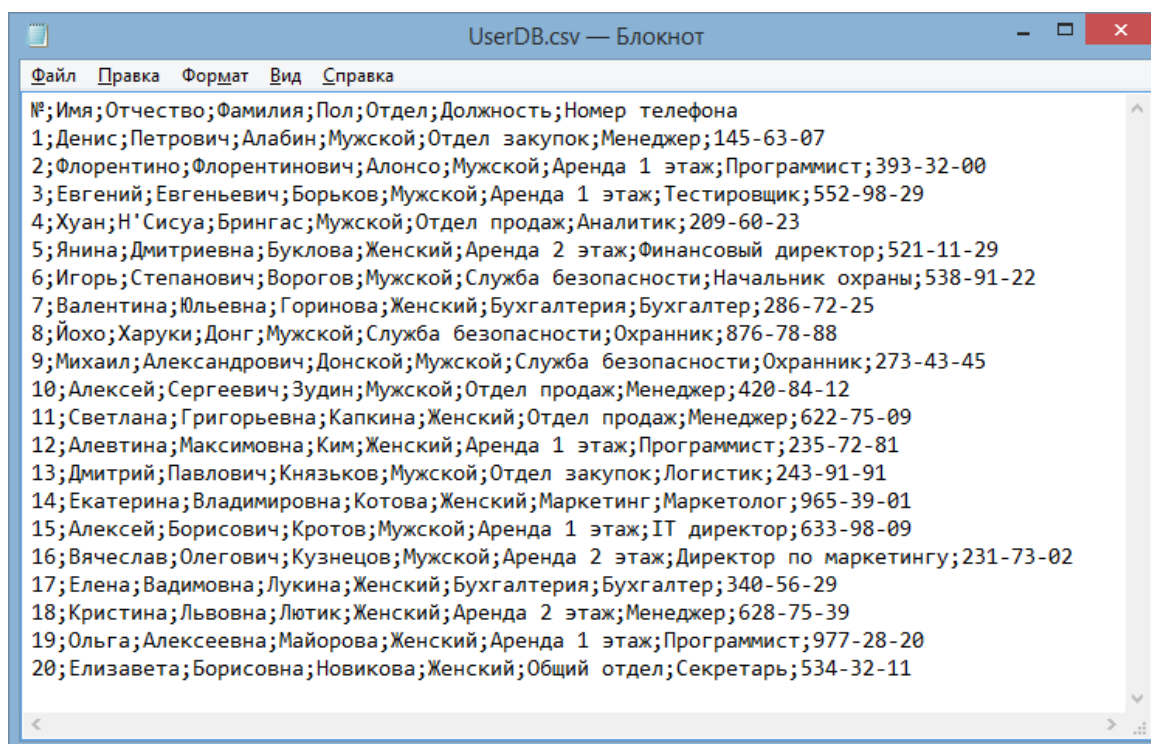 UserDB.csv — Блокнот
Файл Правка Формат Вид Справка
№;Имя;Отчество;Фамилия;Пол;Отдел;Должность;Номер телефона
1;Денис;Петрович;Алабин;Мужской;Отдел закупок;Менеджер;145-63-07
2;Флорентино;Флорентинович;Алонсо;Мужской;Аренда 1 этаж;Программист;393-32-00
3;Евгений;Евгеньевич;Борьков;Мужской;Аренда 1 этаж;Тестировщик;552-98-29
4;Хуан;Н'Сисуа;Брингас;Мужской;Отдел продаж;Аналитик;209-60-23
5;Янина;Дмитриевна;Буклова;Женский;Аренда 2 этаж;Финансовый директор;521-11-29
6;Игорь;Степанович;Ворогов;Мужской;Служба безопасности;Начальник охраны;538-91-22
7;Валентина;Юльевна;Горинова;Женский;Бухгалтерия;Бухгалтер;286-72-25
8;Йохо;Харуки;Донг;Мужской;Служба безопасности;Охранник;876-78-88
9;Михаил;Александрович;Донской;Мужской;Служба безопасности;Охранник;273-43-45
10;Алексей;Сергеевич;Зудин;Мужской;Отдел продаж;Менеджер;420-84-12
11;Светлана;Григорьевна;Капкина;Женский;Отдел продаж;Менеджер;622-75-09
12;Алевтина;Максимовна;Ким;Женский;Аренда 1 этаж;Программист;235-72-81
13;Дмитрий;Павлович;Князьков;Мужской;Отдел закупок;Логистик;243-91-91
14;Екатерина;Владимировна;Котова;Женский;Маркетинг;Маркетолог;965-39-01
15;Алексей;Борисович;Кротов;Мужской;Аренда 1 этаж;IT директор;633-98-09
16;Вячеслав;Олегович;Кузнецов;Мужской;Аренда 2 этаж;Директор по маркетингу;231-73-02
17;Елена;Вадимовна;Лукина;Женский;Бухгалтерия;Бухгалтер;340-56-29
18;Кристина;Львовна;Лютик;Женский;Аренда 2 этаж;Менеджер;628-75-39
19;Ольга;Алексеевна;Майорова;Женский;Аренда 1 этаж;Программист;977-28-20
20;Елизавета;Борисовна;Новикова;Женский;Общий отдел;Секретарь;534-32-11